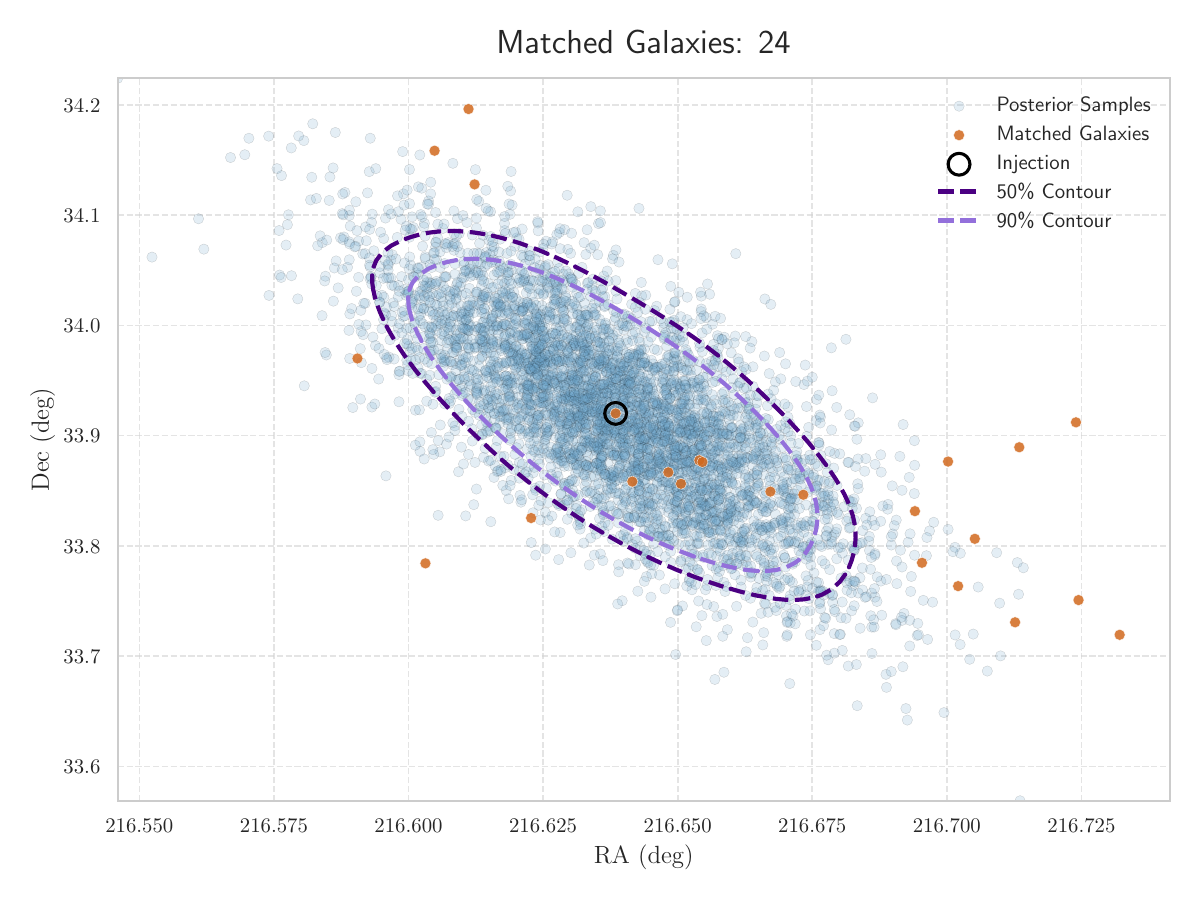 Matched Galaxies: 24
Posterior Samples
Matched Galaxies
Injection
50% Contour
90% Contour
Dec (deg)
34.2
34.1
34.0
33.9
33.8
33.7
33.6
216.550 216.575 216.600 216.625 216.650 216.675 216.700 216.725
RA (deg)